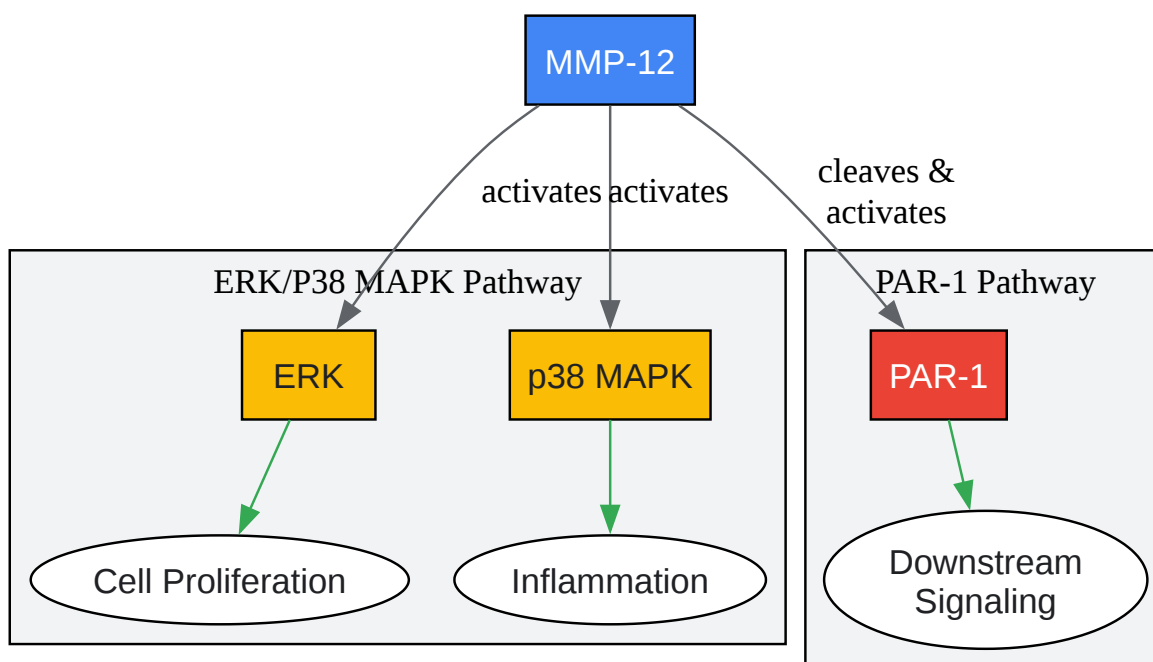 MMP-12
activates
activates
cleaves &
activates
ERK/P38 MAPK Pathway
PAR-1 Pathway
ERK
p38 MAPK
PAR-1
Cell Proliferation
Inflammation
Downstream
Signaling